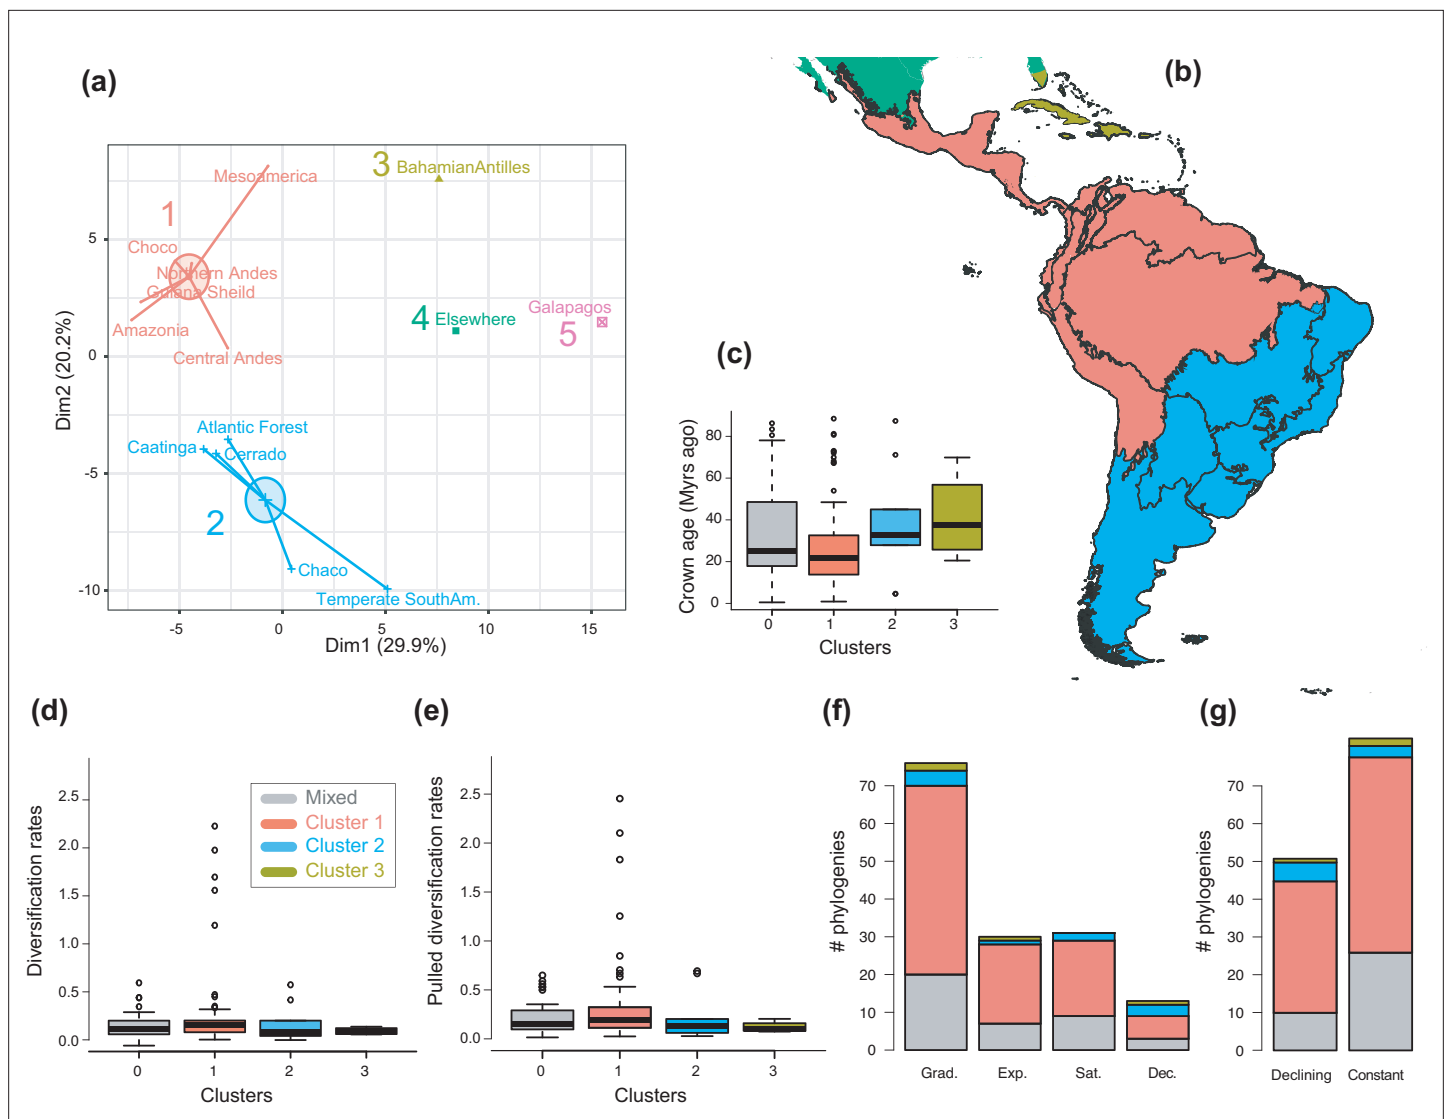 (a)
(b)
3 BahamianAntilles
Mesoamerica
1
Choco
Northern Andes
Guiana Sheild
Amazonia
Central Andes
4 Elsewhere
Galapagos
5
Atlantic Forest
Caatinga
Cerrado
2
Chaco
Temperate SouthAm.
5
0
-5
-10
Dim2 (20.2%)
-5
0
5
10
15
Dim1 (29.9%)
(c)
80
60
40
20
0
Crown age (Myrs ago)
0
1
2
3
Clusters
(d)
2.5
2.0
1.5
1.0
0.5
0.0
Diversification rates
0
1
2
3
Clusters
Mixed
Cluster 1
Cluster 2
Cluster 3
(e)
2.5
2.0
1.5
1.0
0.5
0.0
Pulled diversification rates
0
1
2
3
Clusters
(f)
70
60
50
40
30
20
10
0
# phylogenies
Grad.
Exp.
Sat.
Dec.
(g)
70
60
50
40
30
20
10
0
# phylogenies
Declining
Constant